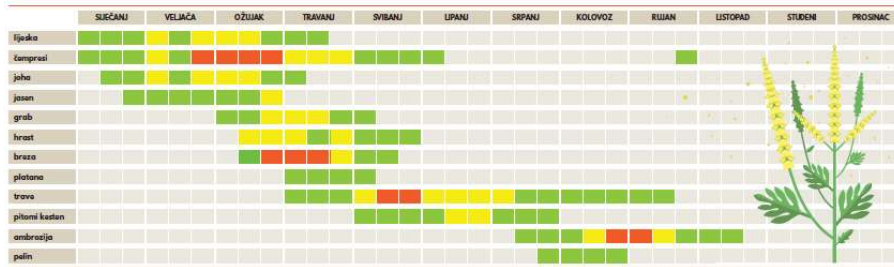 SIJEČANJ VELJAČA OŽUJAK TRAVANJ SVIBANJ LIPANJ SRPANJ KOLOVOZ RUJAN LISTOPAD STUDENI PROSINAC
lijeska
čempresi
joha
jasen
grab
hrast
breza
platana
trave
pitomi kesten
ambrozija
pelin